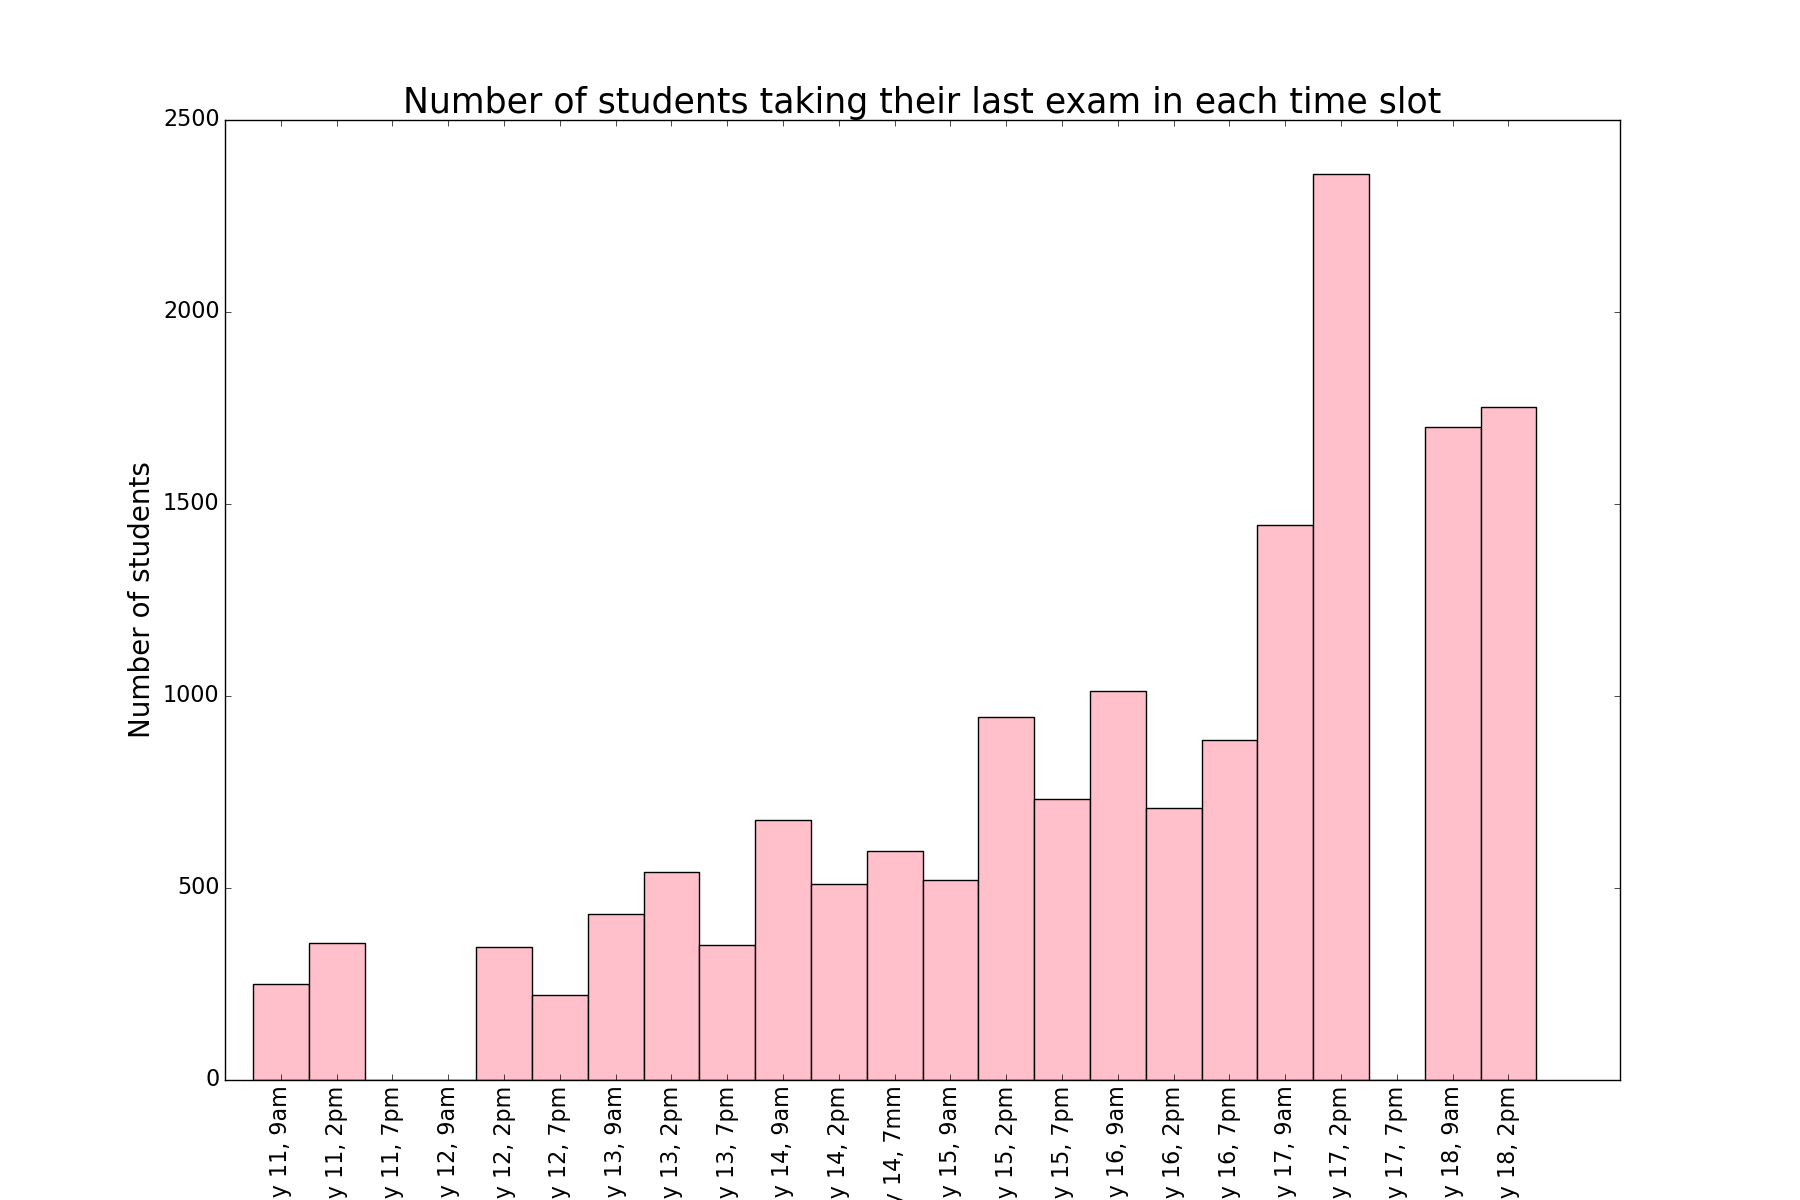 Number of students taking their last exam in each time slot
Number of students
2500
2000
1500
1000
500
0
y 11, 9am
y 11, 2pm
y 11, 7pm
y 12, 9am
y 12, 2pm
y 12, 7pm
y 13, 9am
y 13, 2pm
y 13, 7pm
y 14, 9am
y 14, 2pm
y 14, 7mm
y 15, 9am
y 15, 2pm
y 15, 7pm
y 16, 9am
y 16, 2pm
y 16, 7pm
y 17, 9am
y 17, 2pm
y 17, 7pm
y 18, 9am
y 18, 2pm